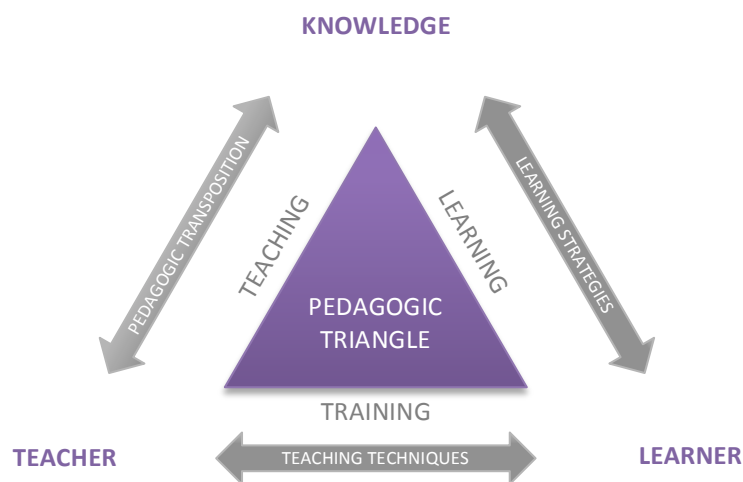 KNOWLEDGE
PEDAGOGIC TRANSPOSITION
TEACHING
LEARNING
LEARNING STRATEGIES
PEDAGOGIC
TRIANGLE
TRAINING
TEACHER
TEACHING TECHNIQUES
LEARNER